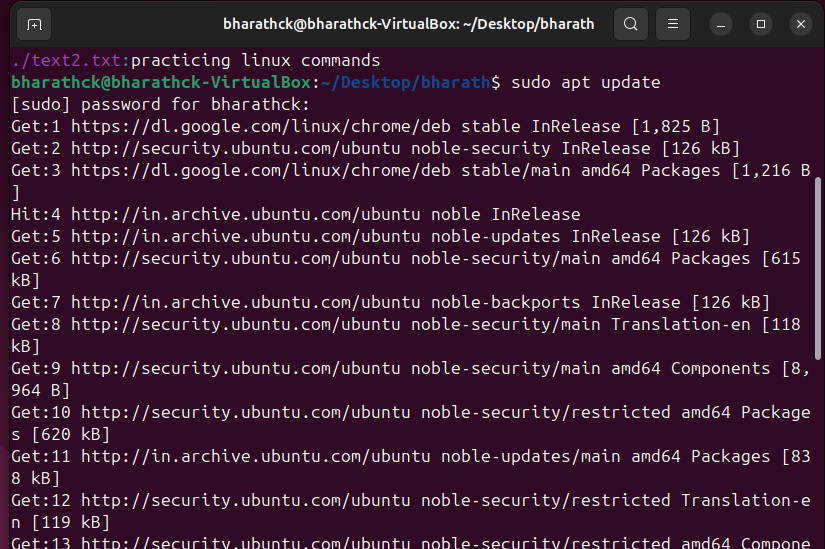 bharathck@bharathck-VirtualBox: ~/Desktop/bharath
./text2.txt:practicing linux commands
bharathck@bharathck-VirtualBox:~/Desktop/bharath$ sudo apt update
[sudo] password for bharathck:
Get:1 https://dl.google.com/linux/chrome/deb stable InRelease [1,825 B]
Get:2 http://security.ubuntu.com/ubuntu noble-security InRelease [126 kB]
Get:3 https://dl.google.com/linux/chrome/deb stable/main amd64 Packages [1,216 B
]
Hit:4 http://in.archive.ubuntu.com/ubuntu noble InRelease
Get:5 http://in.archive.ubuntu.com/ubuntu noble-updates InRelease [126 kB]
Get:6 http://security.ubuntu.com/ubuntu noble-security/main amd64 Packages [615
kB]
Get:7 http://in.archive.ubuntu.com/ubuntu noble-backports InRelease [126 kB]
Get:8 http://security.ubuntu.com/ubuntu noble-security/main Translation-en [118
kB]
Get:9 http://security.ubuntu.com/ubuntu noble-security/main amd64 Components [8,
964 B]
Get:10 http://security.ubuntu.com/ubuntu noble-security/restricted amd64 Package
s [620 kB]
Get:11 http://in.archive.ubuntu.com/ubuntu noble-updates/main amd64 Packages [83
8 kB]
Get:12 http://security.ubuntu.com/ubuntu noble-security/restricted Translation-e
n [119 kB]
Get:13 http://security.ubuntu.com/ubuntu noble-security/restricted amd64 Compone